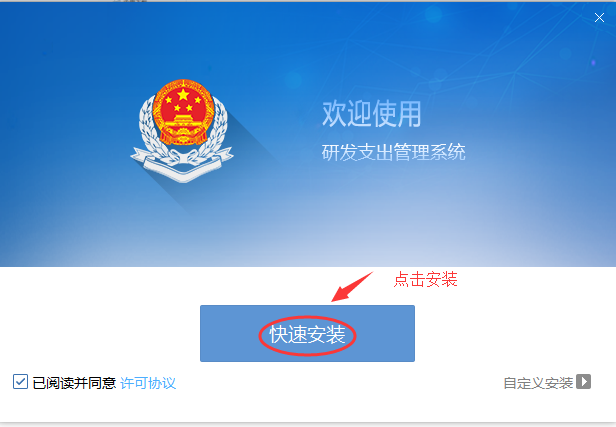 欢迎使用
研发支出管理系统
点击安装
快速安装
已阅读并同意 许可协议
自定义安装